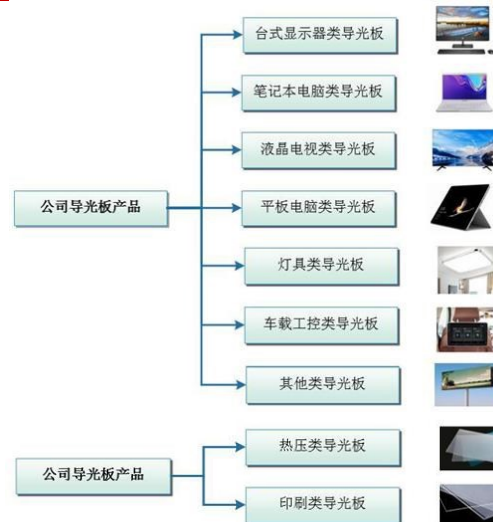 台式显示器类导光板
笔记本电脑类导光板
液晶电视类导光板
公司导光板产品
平板电脑类导光板
灯具类导光板
车载工控类导光板
其他类导光板
热压类导光板
公司导光板产品
印刷类导光板